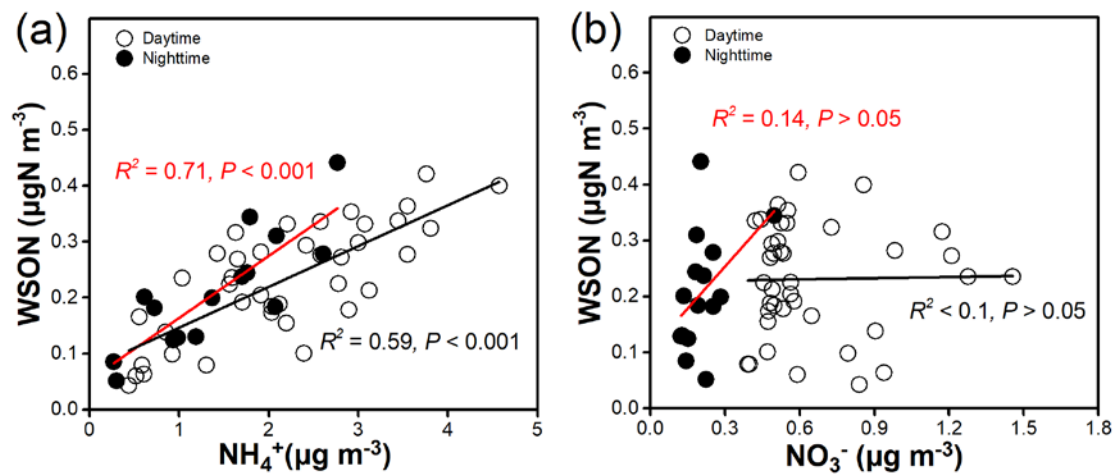 (a)
Daytime
Nighttime
R² = 0.71, P < 0.001
R² = 0.59, P < 0.001
WSON (µgN m⁻³)
0.6
0.5
0.4
0.3
0.2
0.1
0.0
0 1 2 3 4 5
NH₄⁺(µg m⁻³)
(b)
Daytime
Nighttime
R² = 0.14, P > 0.05
R² < 0.1, P > 0.05
WSON (µgN m⁻³)
0.6
0.5
0.4
0.3
0.2
0.1
0.0
0.0 0.3 0.6 0.9 1.2 1.5 1.8
NO₃⁻ (µg m⁻³)